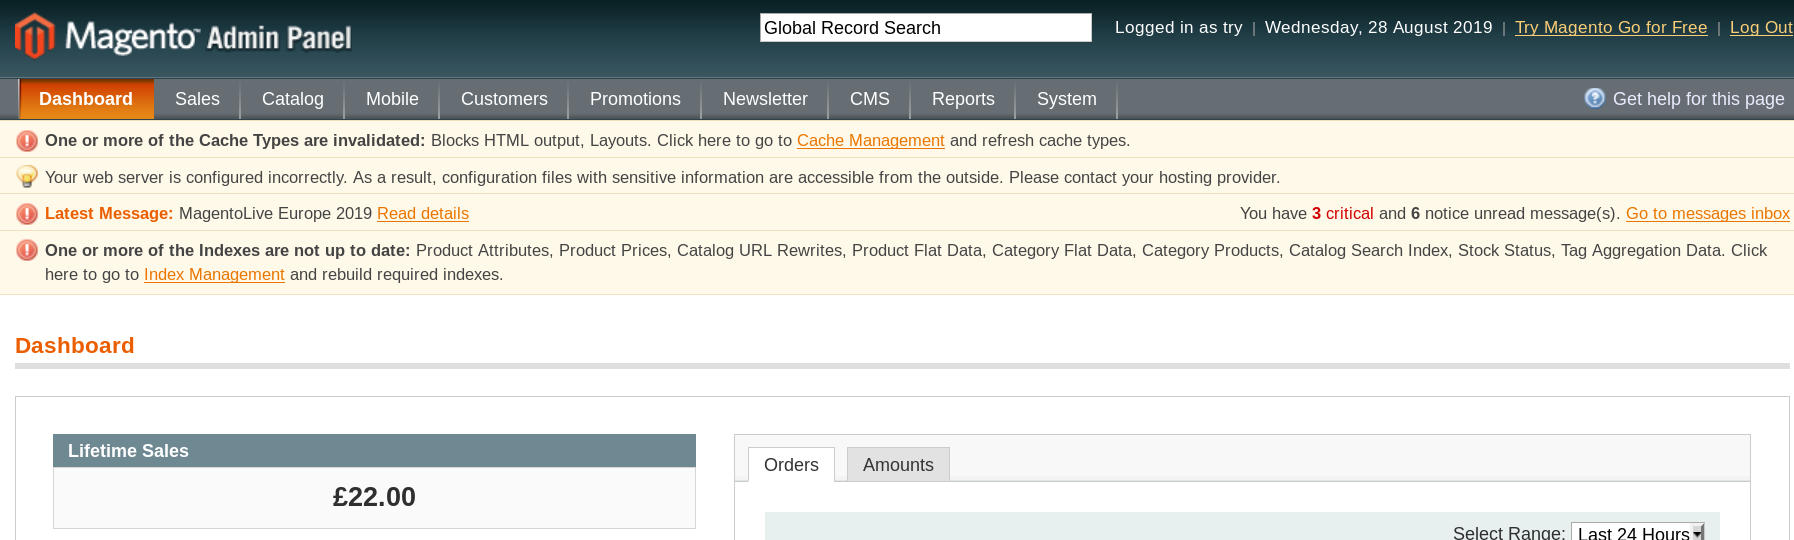 Magento™ Admin Panel
Global Record Search
Logged in as try | Wednesday, 28 August 2019 | Try Magento Go for Free | Log Out
Dashboard Sales Catalog Mobile Customers Promotions Newsletter CMS Reports System
Get help for this page
One or more of the Cache Types are invalidated: Blocks HTML output, Layouts. Click here to go to Cache Management and refresh cache types.
Your web server is configured incorrectly. As a result, configuration files with sensitive information are accessible from the outside. Please contact your hosting provider.
Latest Message: MagentoLive Europe 2019 Read details
You have 3 critical and 6 notice unread message(s). Go to messages inbox
One or more of the Indexes are not up to date: Product Attributes, Product Prices, Catalog URL Rewrites, Product Flat Data, Category Flat Data, Category Products, Catalog Search Index, Stock Status, Tag Aggregation Data. Click
here to go to Index Management and rebuild required indexes.
Dashboard
Lifetime Sales
£22.00
Orders Amounts
Select Range: Last 24 Hours